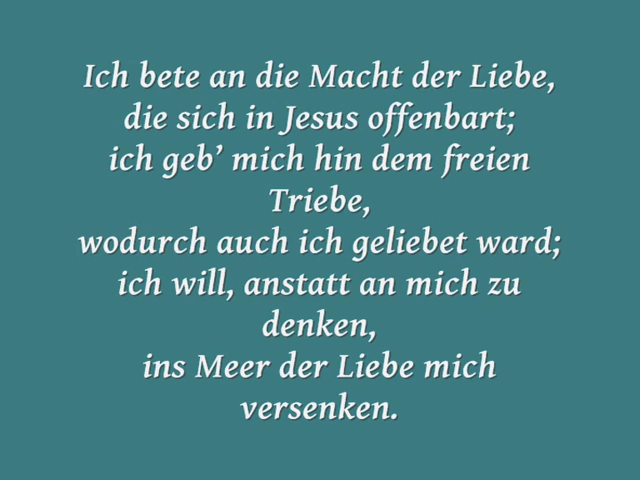 Ich bete an die Macht der Liebe,
die sich in Jesus offenbart;
ich geb’ mich hin dem freien
Triebe,
wodurch auch ich geliebet ward;
ich will, anstatt an mich zu
denken,
ins Meer der Liebe mich
versenken.